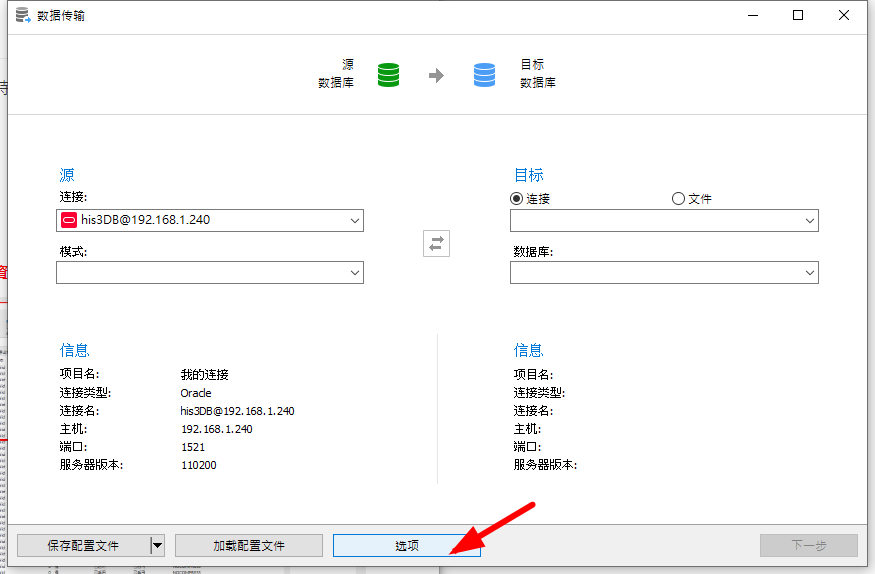 数据传输
源
数据库
目标
数据库
源
连接:
his3DB@192.168.1.240
模式:
目标
连接
文件
数据库:
信息
项目名:
我的连接
连接类型:
Oracle
连接名:
his3DB@192.168.1.240
主机:
192.168.1.240
端口:
1521
服务器版本:
110200
信息
项目名:
连接类型:
连接名:
主机:
端口:
服务器版本:
保存配置文件
加载配置文件
选项
下一步